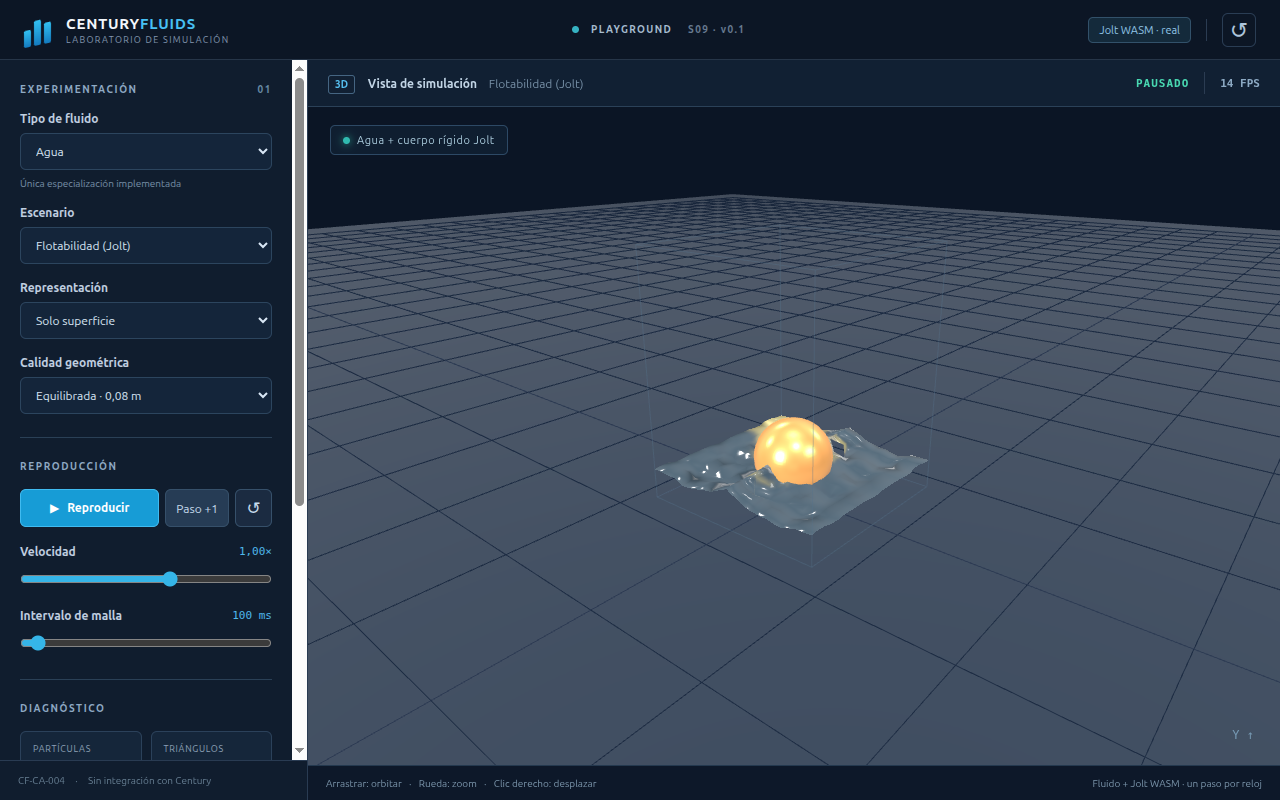 CENTURYFLUIDS
LABORATORIO DE SIMULACIÓN
PLAYGROUND S09 · v0.1
Jolt WASM · real
↺
EXPERIMENTACIÓN 01
Tipo de fluido
Agua
Única especialización implementada
Escenario
Flotabilidad (Jolt)
Representación
Solo superficie
Calidad geométrica
Equilibrada · 0,08 m
REPRODUCCIÓN
▶ Reproducir Paso +1 ↺
Velocidad 1,00×
Intervalo de malla 100 ms
DIAGNÓSTICO
PARTÍCULAS TRIÁNGULOS
CF-CA-004 · Sin integración con Century
3D Vista de simulación Flotabilidad (Jolt) PAUSADO 14 FPS
Agua + cuerpo rígido Jolt
Y ↑
Arrastrar: orbitar · Rueda: zoom · Clic derecho: desplazar Fluido + Jolt WASM · un paso por reloj